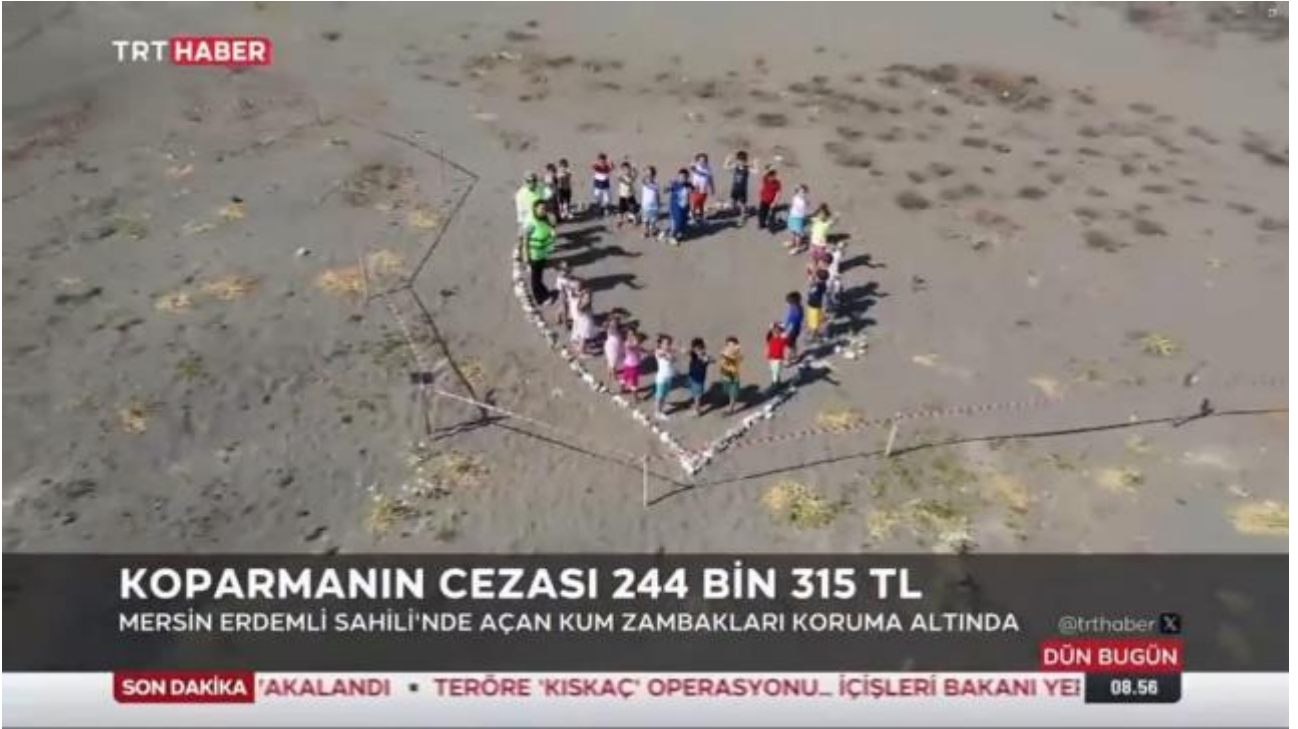 TRT HABER
KOPARMANIN CEZASI 244 BİN 315 TL
MERSİN ERDEMLİ SAHİLİ'NDE AÇAN KUM ZAMBAKLARI KORUMA ALTINDA
@trthaber X
DÜN BUGÜN
SON DAKİKA 'AKALANDI • TERÖRE 'KISKAÇ' OPERASYONU... İÇİŞLERİ BAKANI YE
08.56